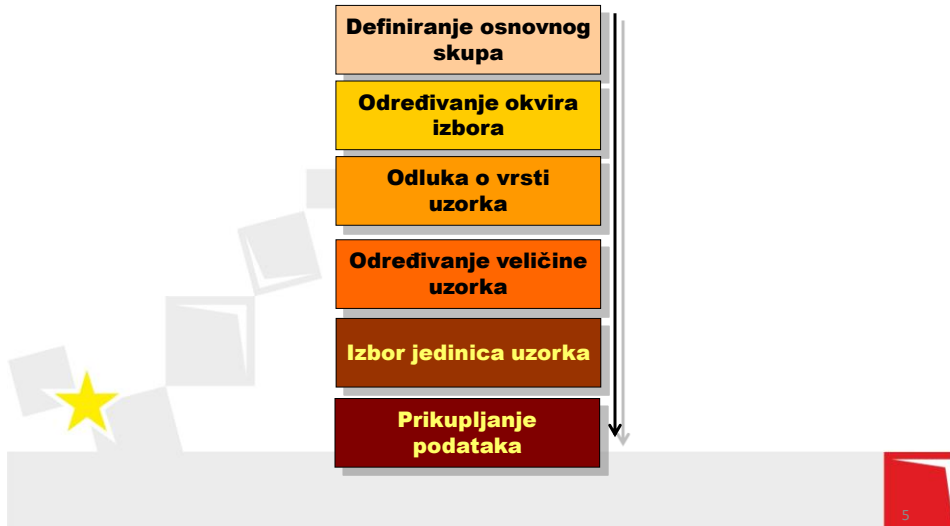 Definiranje osnovnog
skupa
Određivanje okvira
izbora
Odluka o vrsti
uzorka
Određivanje veličine
uzorka
Izbor jedinica uzorka
Prikupljanje
podataka
5